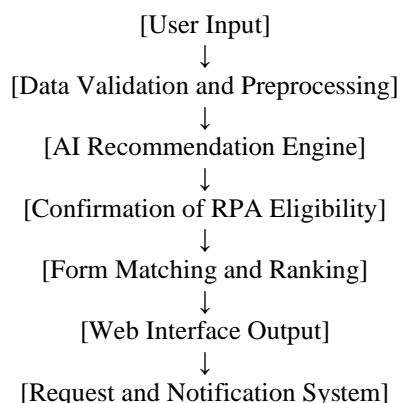 [User Input]
↓
[Data Validation and Preprocessing]
↓
[AI Recommendation Engine]
↓
[Confirmation of RPA Eligibility]
↓
[Form Matching and Ranking]
↓
[Web Interface Output]
↓
[Request and Notification System]